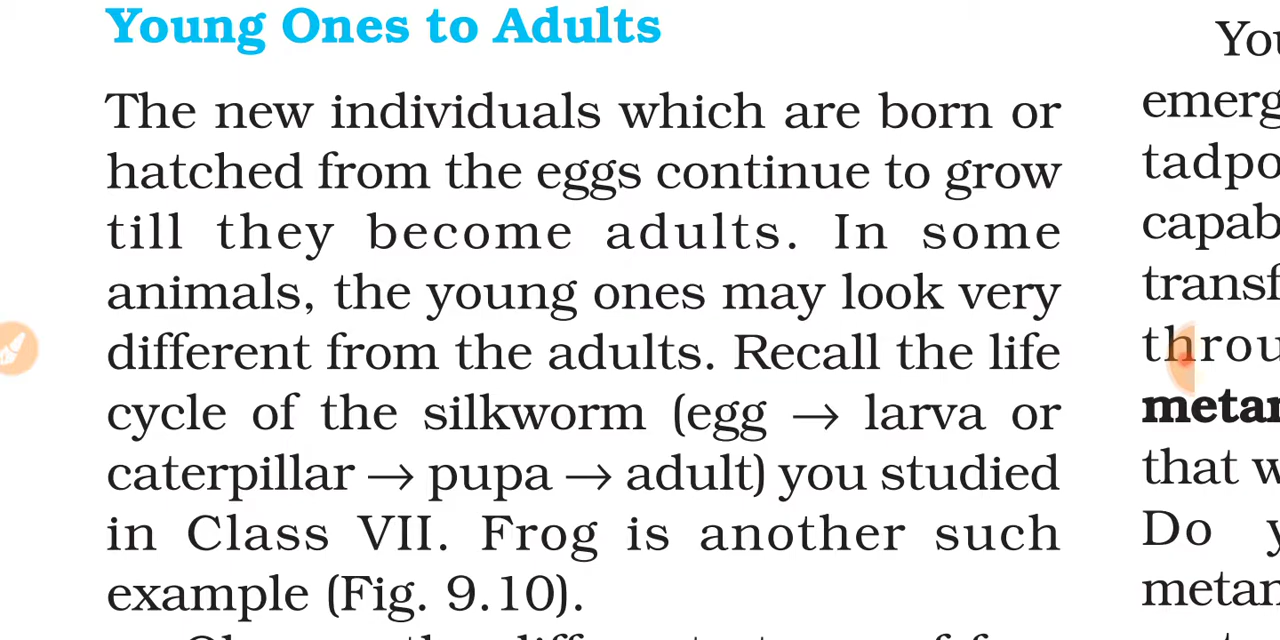 Young Ones to Adults
The new individuals which are born or
hatched from the eggs continue to grow
till they become adults. In some
animals, the young ones may look very
different from the adults. Recall the life
cycle of the silkworm (egg → larva or
caterpillar → pupa → adult) you studied
in Class VII. Frog is another such
example (Fig. 9.10).
that
Do